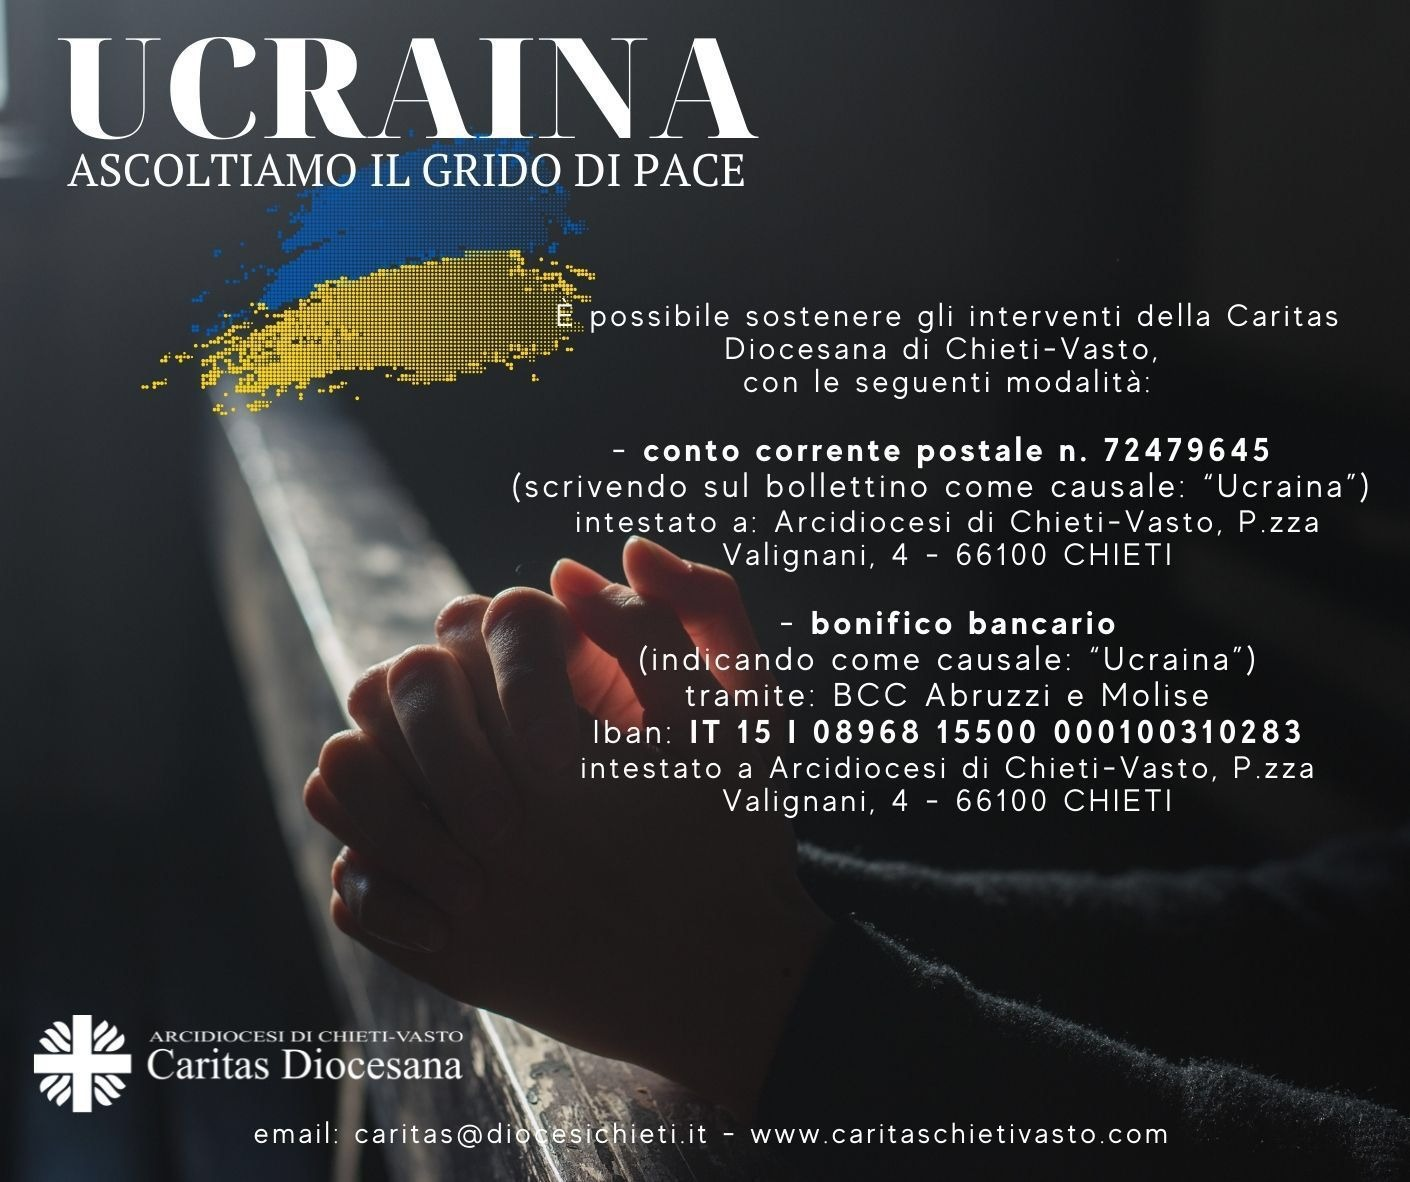 UCRAINA
ASCOLTIAMO IL GRIDO DI PACE
È possibile sostenere gli interventi della Caritas
Diocesana di Chieti-Vasto,
con le seguenti modalità:
- conto corrente postale n. 72479645
(scrivendo sul bollettino come causale: “Ucraina”)
intestato a: Arcidiocesi di Chieti-Vasto, P.zza
Valignani, 4 - 66100 CHIETI
- bonifico bancario
(indicando come causale: “Ucraina”)
tramite: BCC Abruzzi e Molise
Iban: IT 15 I 08968 15500 000100310283
intestato a Arcidiocesi di Chieti-Vasto, P.zza
Valignani, 4 - 66100 CHIETI
ARCIDIOCESI DI CHIETI-VASTO
Caritas Diocesana
email: caritas@diocesichieti.it - www.caritaschietivasto.com